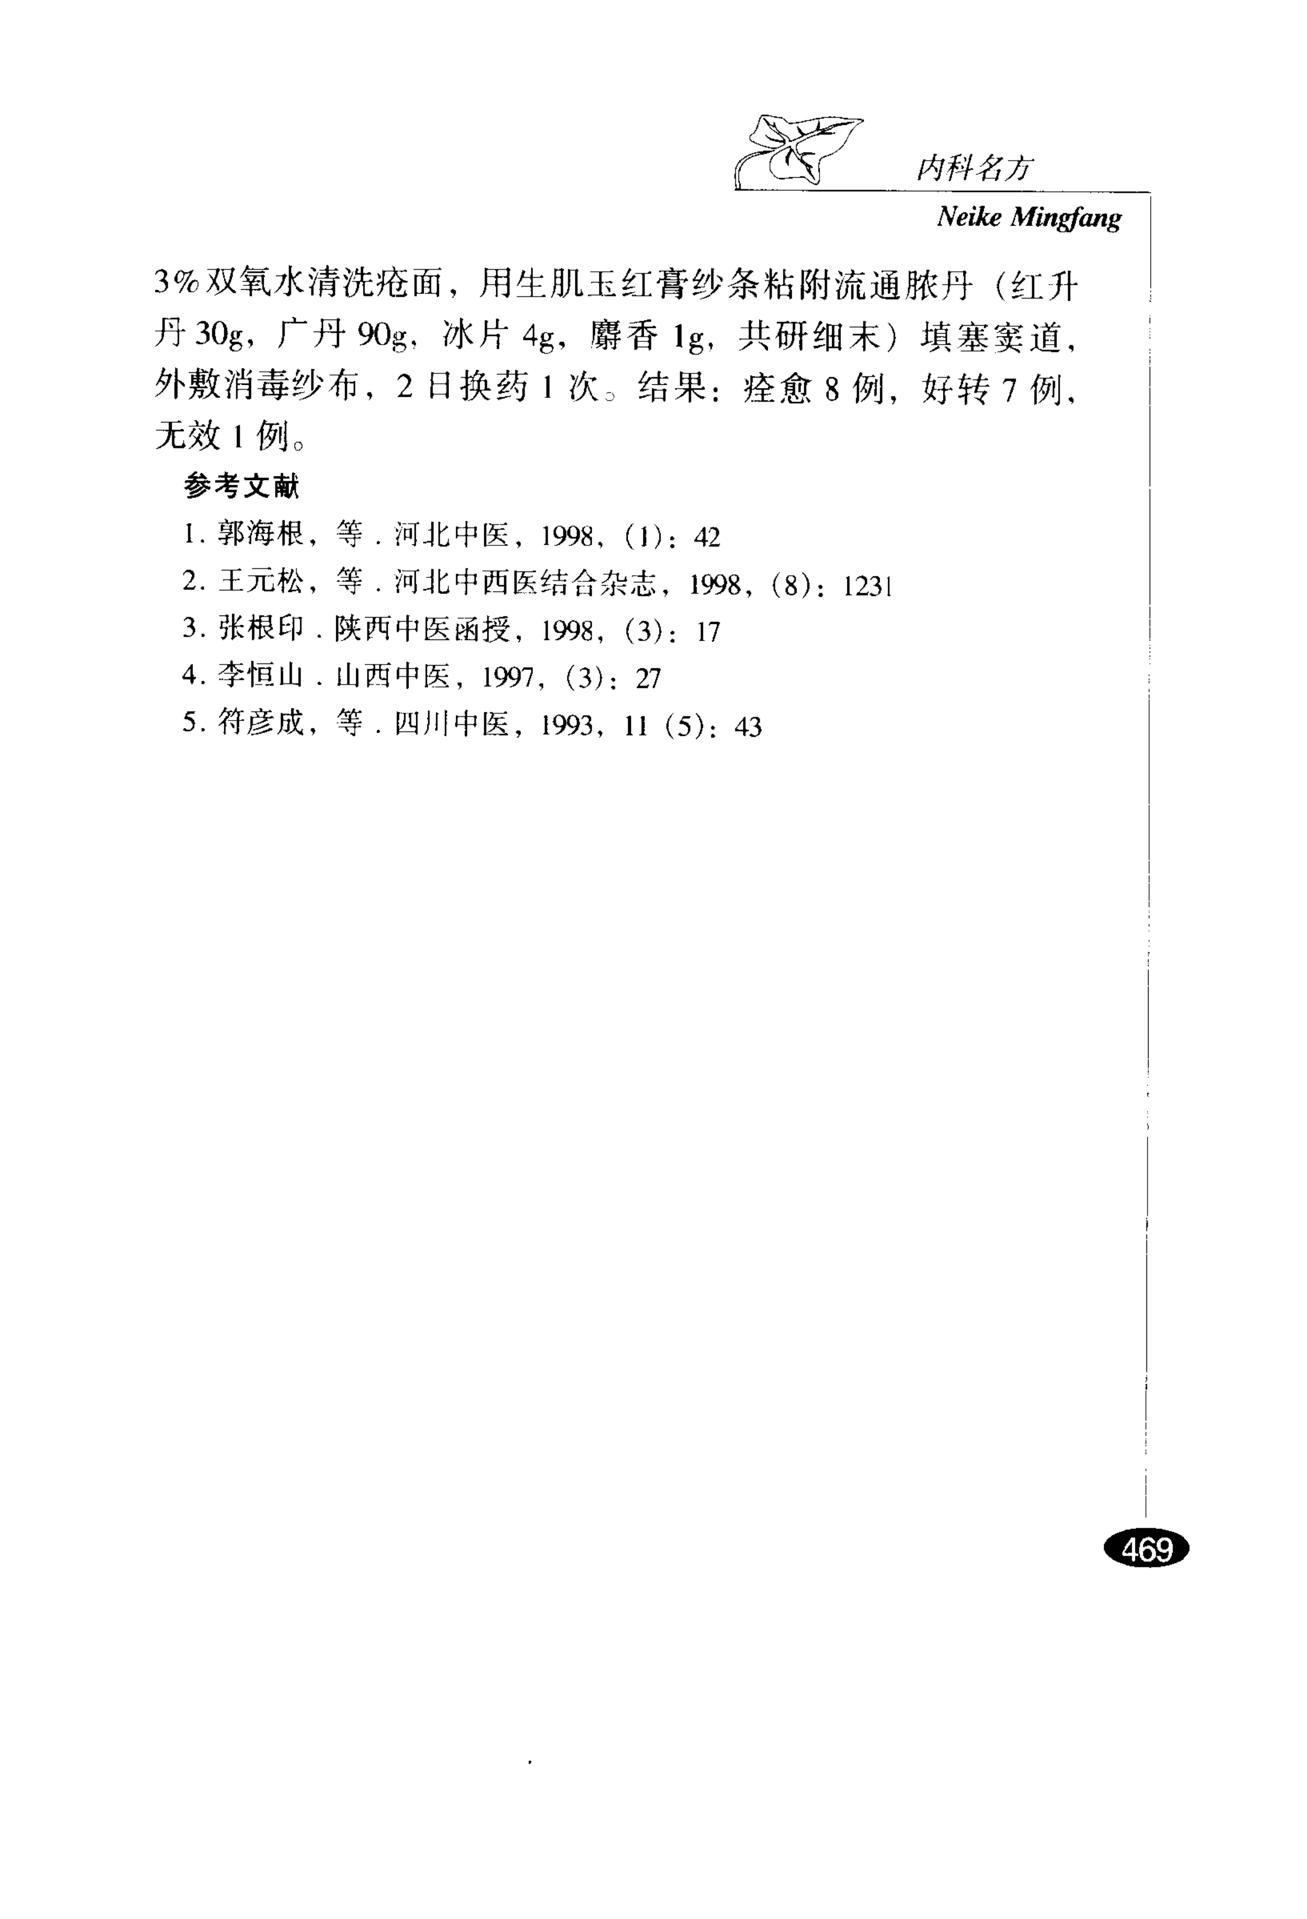 内科名方
Neike Mingfang
3%双氧水清洗疮面，用生肌玉红膏纱条粘附流通脓丹（红升
丹 30g，广丹 90g，冰片 4g，麝香 1g，共研细末）填塞窦道，
外敷消毒纱布，2 日换药 1 次。结果：痊愈 8 例，好转 7 例，
无效 1 例。
参考文献
1. 郭海根，等．河北中医，1998，(1)：42
2. 王元松，等．河北中西医结合杂志，1998，(8)：1231
3. 张根印．陕西中医函授，1998，(3)：17
4. 李恒山．山西中医，1997，(3)：27
5. 符彦成，等．四川中医，1993，11 (5)：43
469